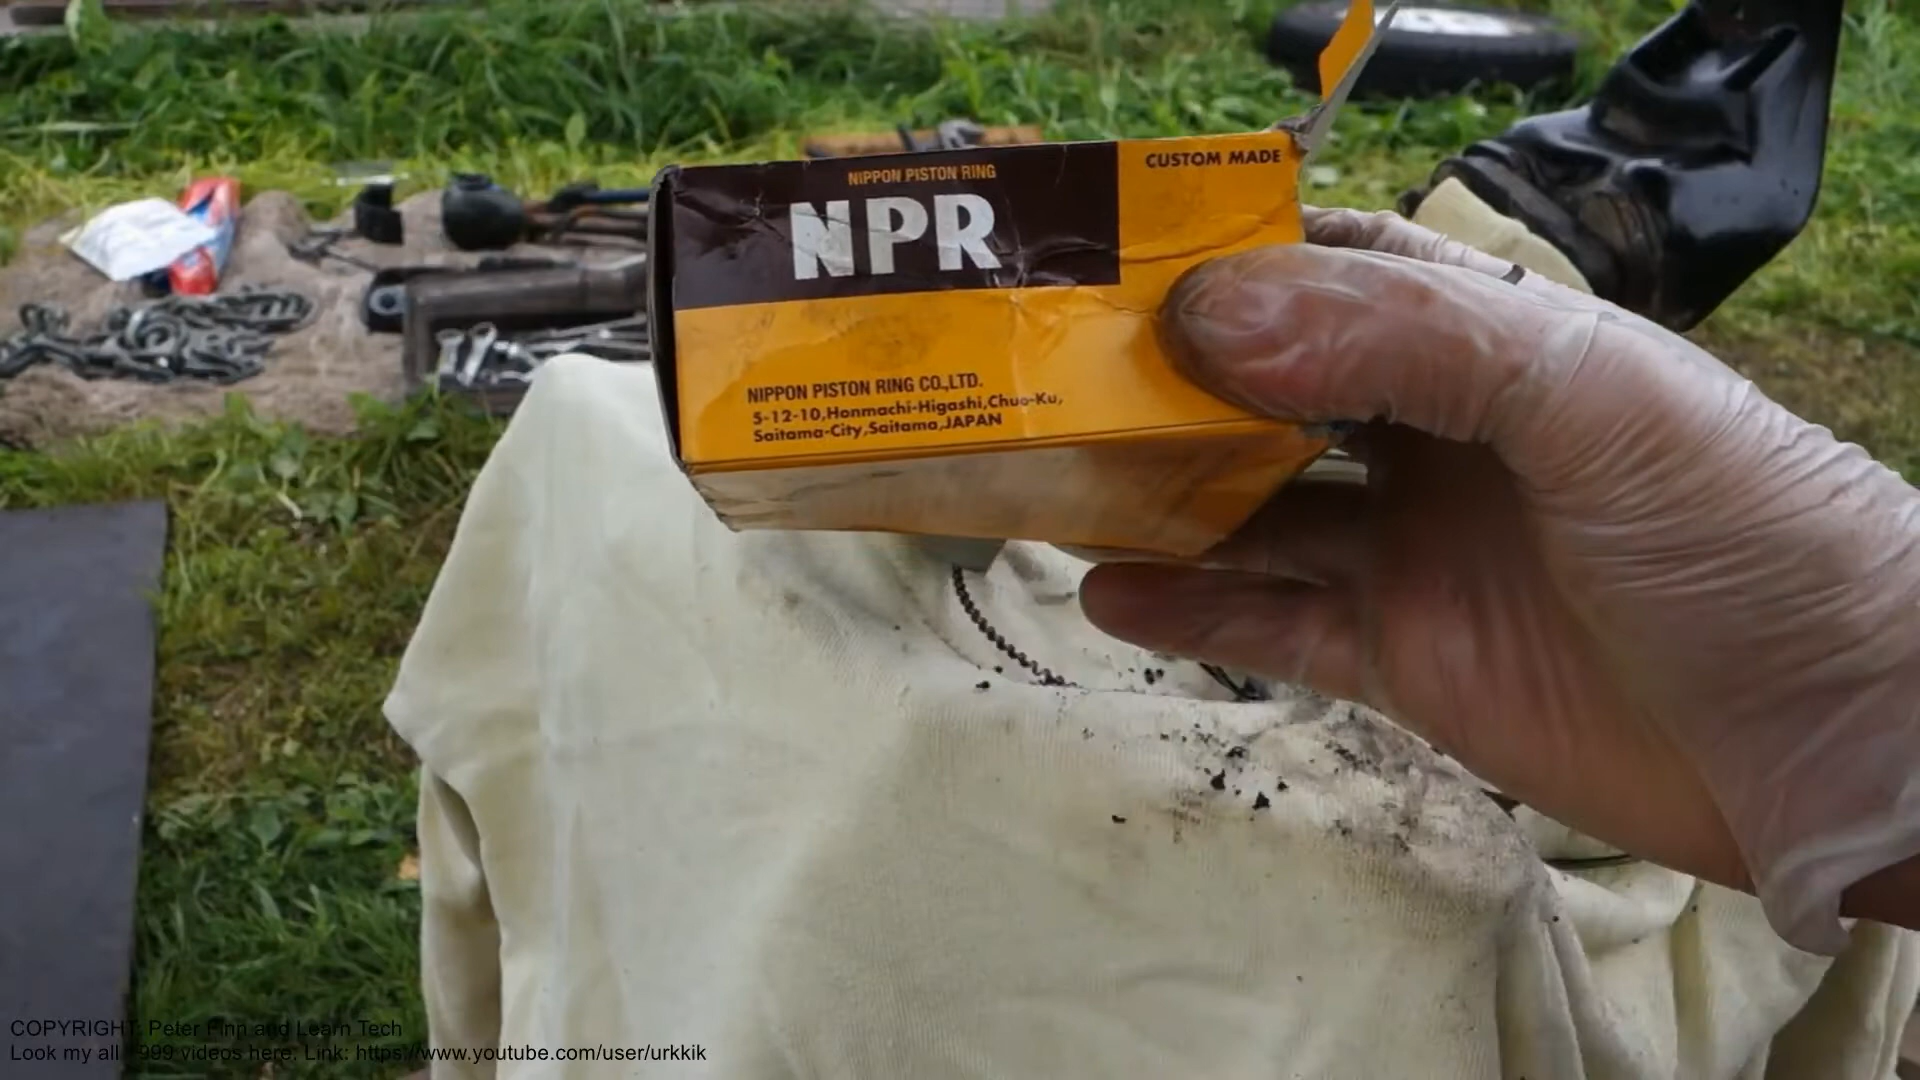 NIPPON PISTON RING
NPR
CUSTOM MADE
NIPPON PISTON RING CO.,LTD.
5-12-10,Honmachi-Higashi,Chuo-Ku,
Saitama-City,Saitama,JAPAN
COPYRIGHT: Peter Finn and Learn Tech
Look my all 999 videos here. Link: https://www.youtube.com/user/urkkik